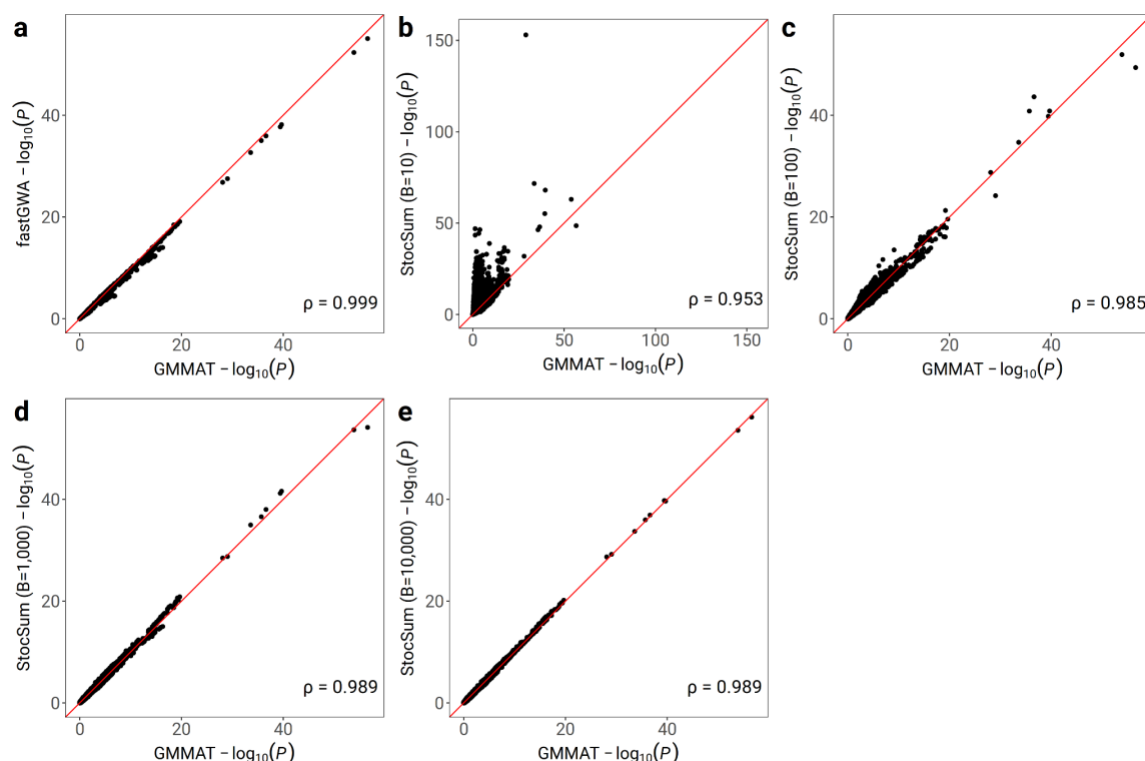 a
fastGWA − log10(P)
40
20
0
ρ = 0.999
0
20
40
GMMAT − log10(P)
b
StocSum (B=10) − log10(P)
150
100
50
0
ρ = 0.953
0
50
100
150
GMMAT − log10(P)
c
StocSum (B=100) − log10(P)
40
20
0
ρ = 0.985
0
20
40
GMMAT − log10(P)
d
StocSum (B=1,000) − log10(P)
40
20
0
ρ = 0.989
0
20
40
GMMAT − log10(P)
e
StocSum (B=10,000) − log10(P)
40
20
0
ρ = 0.989
0
20
40
GMMAT − log10(P)